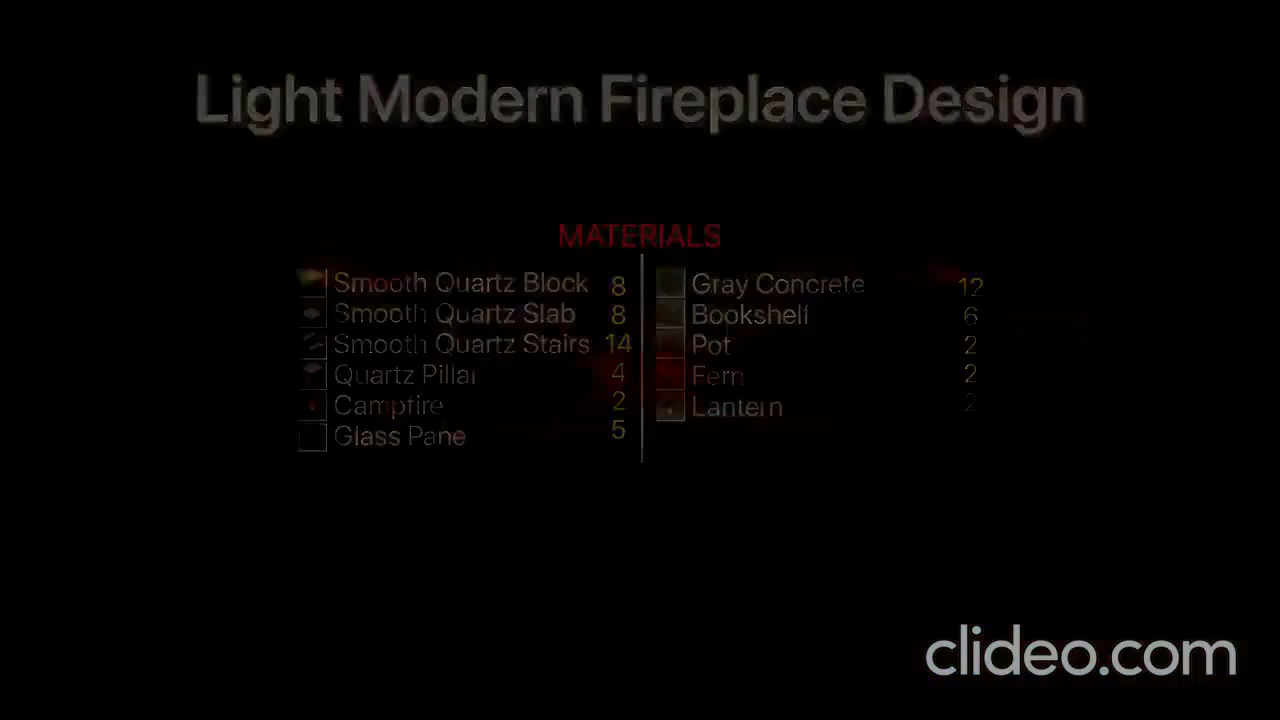 Light Modern Fireplace Design
MATERIALS
Smooth Quartz Block 8
Smooth Quartz Slab 8
Smooth Quartz Stairs 14
Quartz Pillar 4
Campfire 2
Glass Pane 5
Gray Concrete 12
Bookshelf 6
Pot 2
Fern 2
Lantern 2
clideo.com